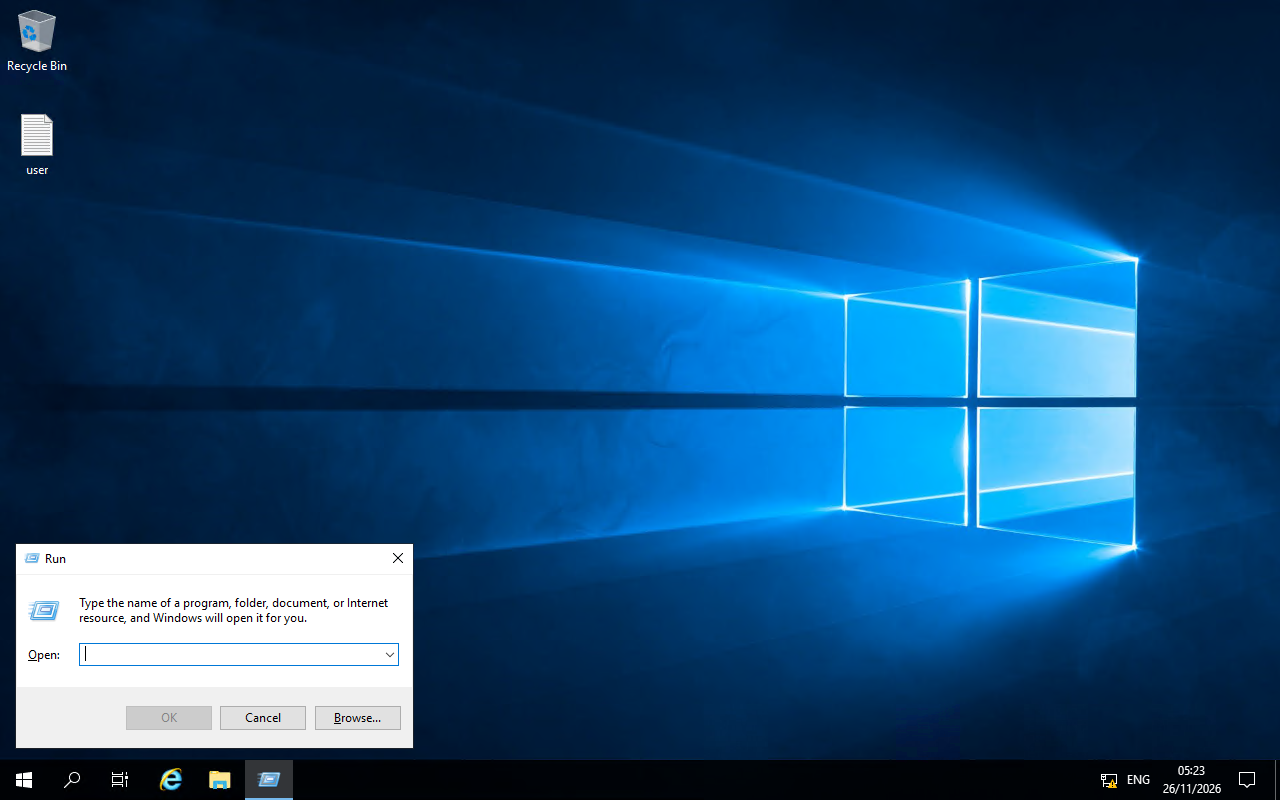 Recycle Bin
user
Run
Type the name of a program, folder, document, or Internet
resource, and Windows will open it for you.
Open:
OK
Cancel
Browse...
ENG
05:23
26/11/2026